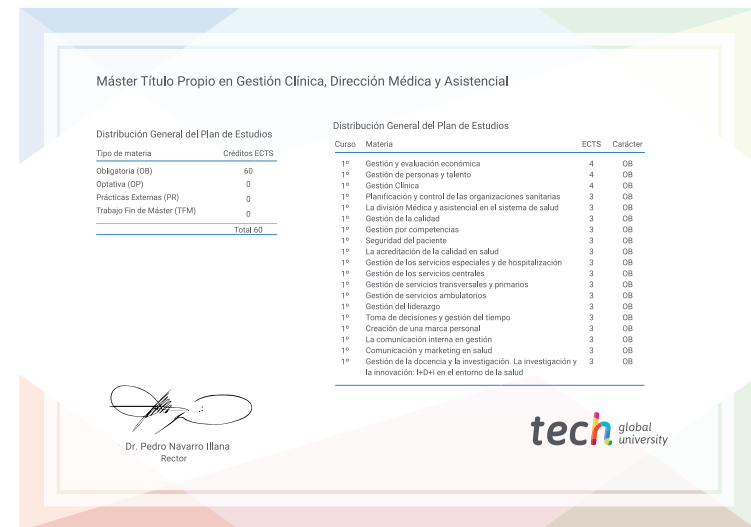 Máster Título Propio en Gestión Clínica, Dirección Médica y Asistencial
Distribución General del Plan de Estudios
Tipo de materia Créditos ECTS
Obligatoria (OB) 60
Optativa (OP) 0
Prácticas Externas (PR) 0
Trabajo Fin de Máster (TFM) 0
Total 60
Distribución General del Plan de Estudios
Curso Materia ECTS Carácter
1º Gestión y evaluación económica 4 OB
1º Gestión de personas y talento 4 OB
1º Gestión Clínica 4 OB
1º Planificación y control de las organizaciones sanitarias 3 OB
1º La división Médica y asistencial en el sistema de salud 3 OB
1º Gestión de la calidad 3 OB
1º Gestión por competencias 3 OB
1º Seguridad del paciente 3 OB
1º La acreditación de la calidad en salud 3 OB
1º Gestión de los servicios especiales y de hospitalización 3 OB
1º Gestión de los servicios centrales 3 OB
1º Gestión de servicios transversales y primarios 3 OB
1º Gestión de servicios ambulatorios 3 OB
1º Gestión del liderazgo 3 OB
1º Toma de decisiones y gestión del tiempo 3 OB
1º Creación de una marca personal 3 OB
1º La comunicación interna en gestión 3 OB
1º Comunicación y marketing en salud 3 OB
1º Gestión de la docencia y la investigación. La investigación y 3 OB
la innovación: I+D+i en el entorno de la salud
Dr. Pedro Navarro Illana
Rector
tech global
university